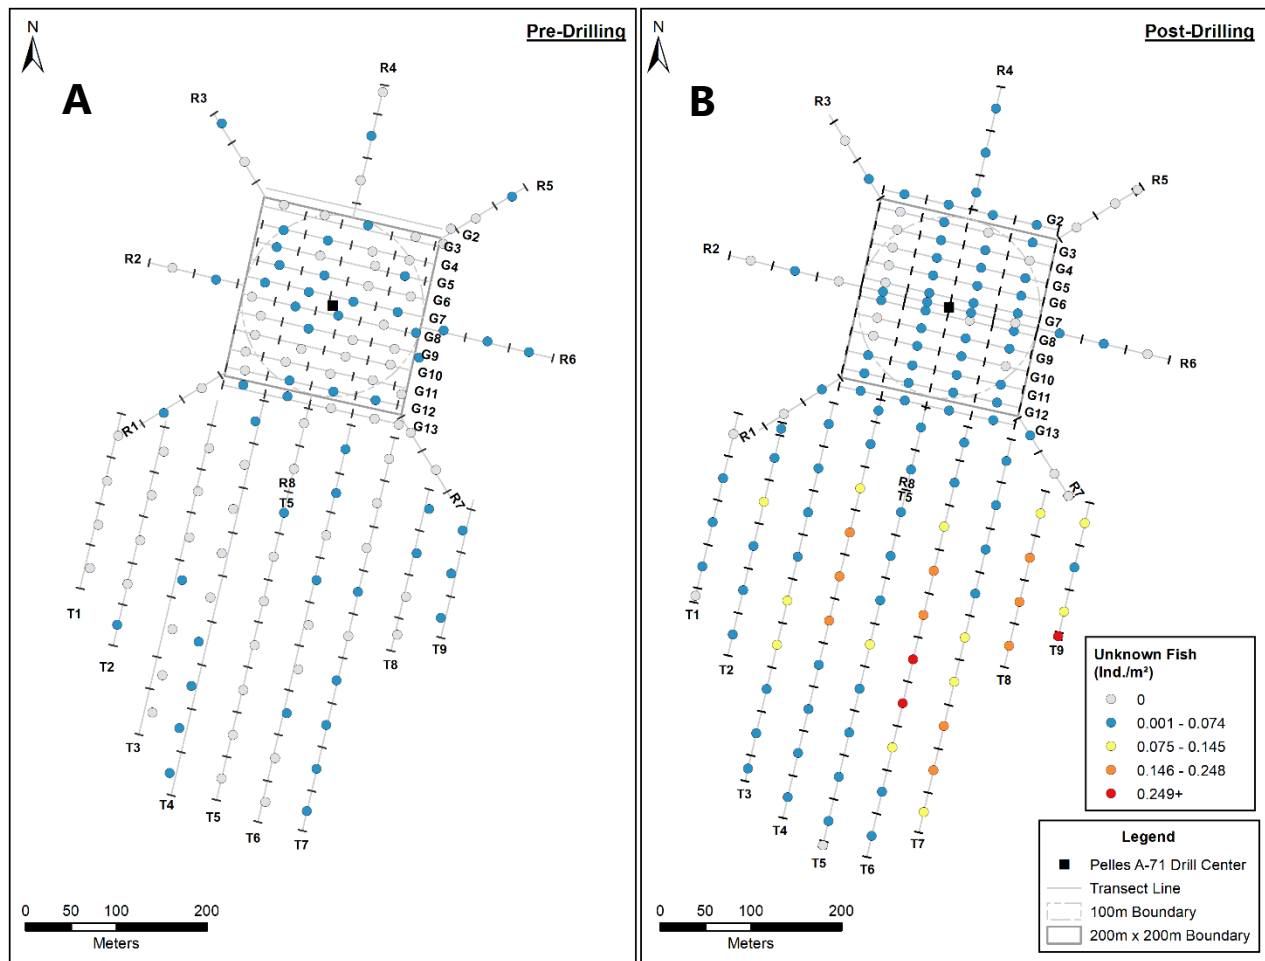 N
Pre-Drilling
A
R4
R3
R5
G2
G3
G4
R2
G5
G6
G7
G8
R6
G9
G10
G11
G12
R1
G13
R8
T5
R7
T1
T2
T8
T9
T3
T4
T5
T6
T7
0 50 100 200
Meters
N
Post-Drilling
B
R4
R3
R5
G2
R2
G3
G4
G5
G6
G7
G8
G9
R6
G10
G11
G12
R1
G13
R8
T5
R7
T1
T2
T9
T8
T3
T4
T5
T6
T7
Unknown Fish
(Ind./m²)
0
0.001 - 0.074
0.075 - 0.145
0.146 - 0.248
0.249+
Legend
Pelles A-71 Drill Center
Transect Line
100m Boundary
200m x 200m Boundary
0 50 100 200
Meters